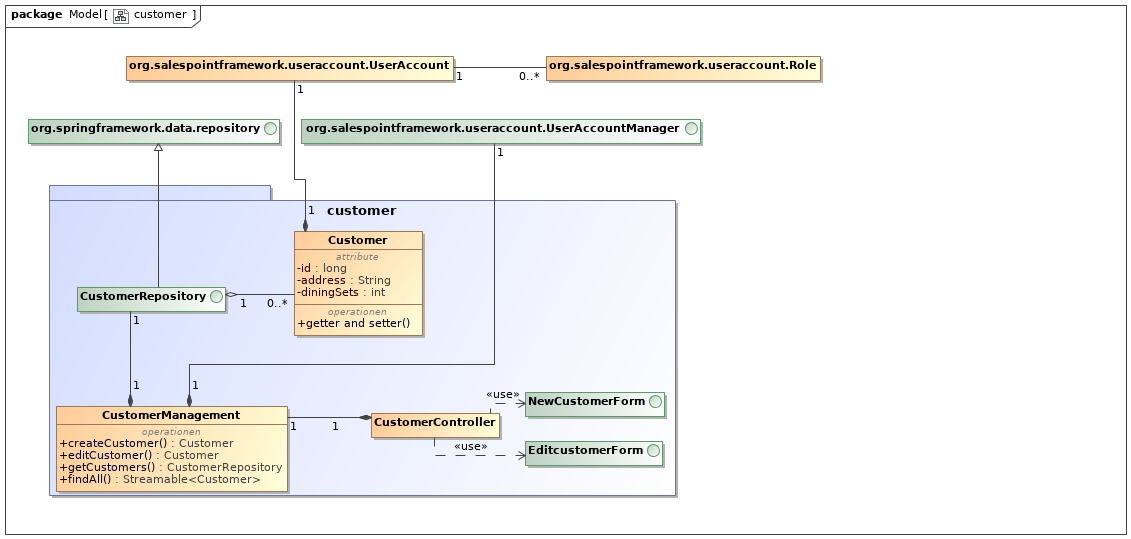 package Model [ customer ]
org.salespointframework.useraccount.UserAccount
1
0..*
org.salespointframework.useraccount.Role
1
org.springframework.data.repository
org.salespointframework.useraccount.UserAccountManager
1
1
customer
Customer
attribute
-id : long
-address : String
-diningSets : int
operationen
+getter and setter()
CustomerRepository
1
0..*
1
1
1
CustomerManagement
operationen
+createCustomer() : Customer
+editCustomer() : Customer
+getCustomers() : CustomerRepository
+findAll() : Streamable<Customer>
1
1
CustomerController
«use»
NewCustomerForm
«use»
EditcustomerForm